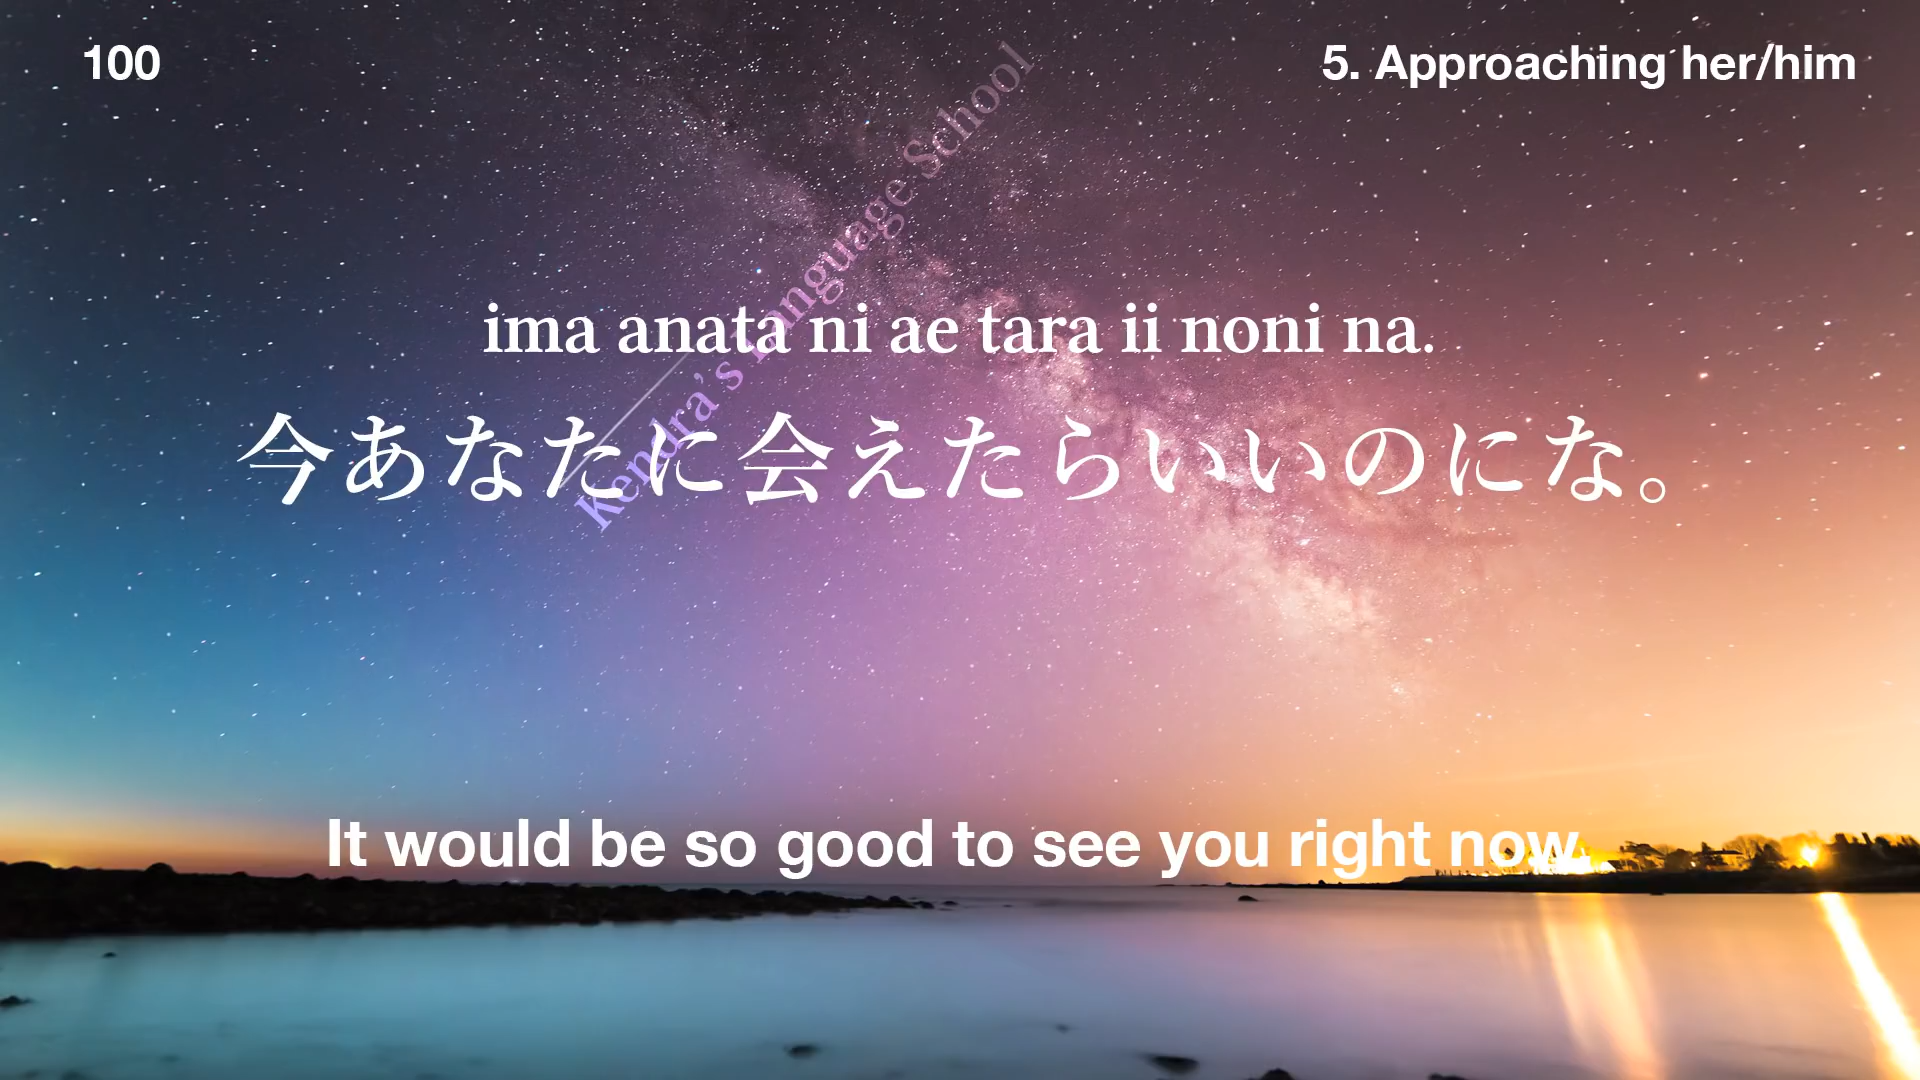 100
5. Approaching her/him
Kendra's Language School
ima anata ni ae tara ii noni na.
今あなたに会えたらいいのにな。
It would be so good to see you right now.